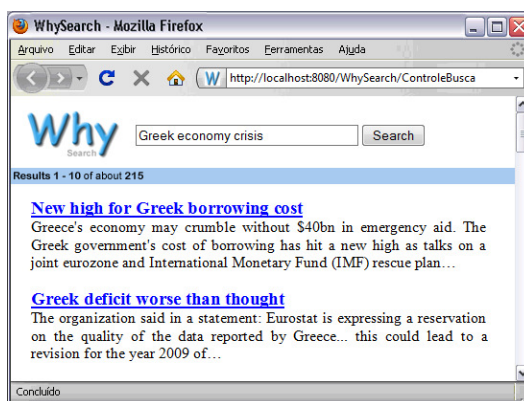 WhySearch - Mozilla Firefox
Arquivo Editar Exibir Histórico Favoritos Ferramentas Ajuda
W http://localhost:8080/WhySearch/ControleBusca
Why
Search
Greek economy crisis
Search
Results 1 - 10 of about 215
New high for Greek borrowing cost
Greece's economy may crumble without $40bn in emergency aid. The
Greek government's cost of borrowing has hit a new high as talks on a
joint eurozone and International Monetary Fund (IMF) rescue plan…
Greek deficit worse than thought
The organization said in a statement: Eurostat is expressing a reservation
on the quality of the data reported by Greece... this could lead to a
revision for the year 2009 of…
Concluído